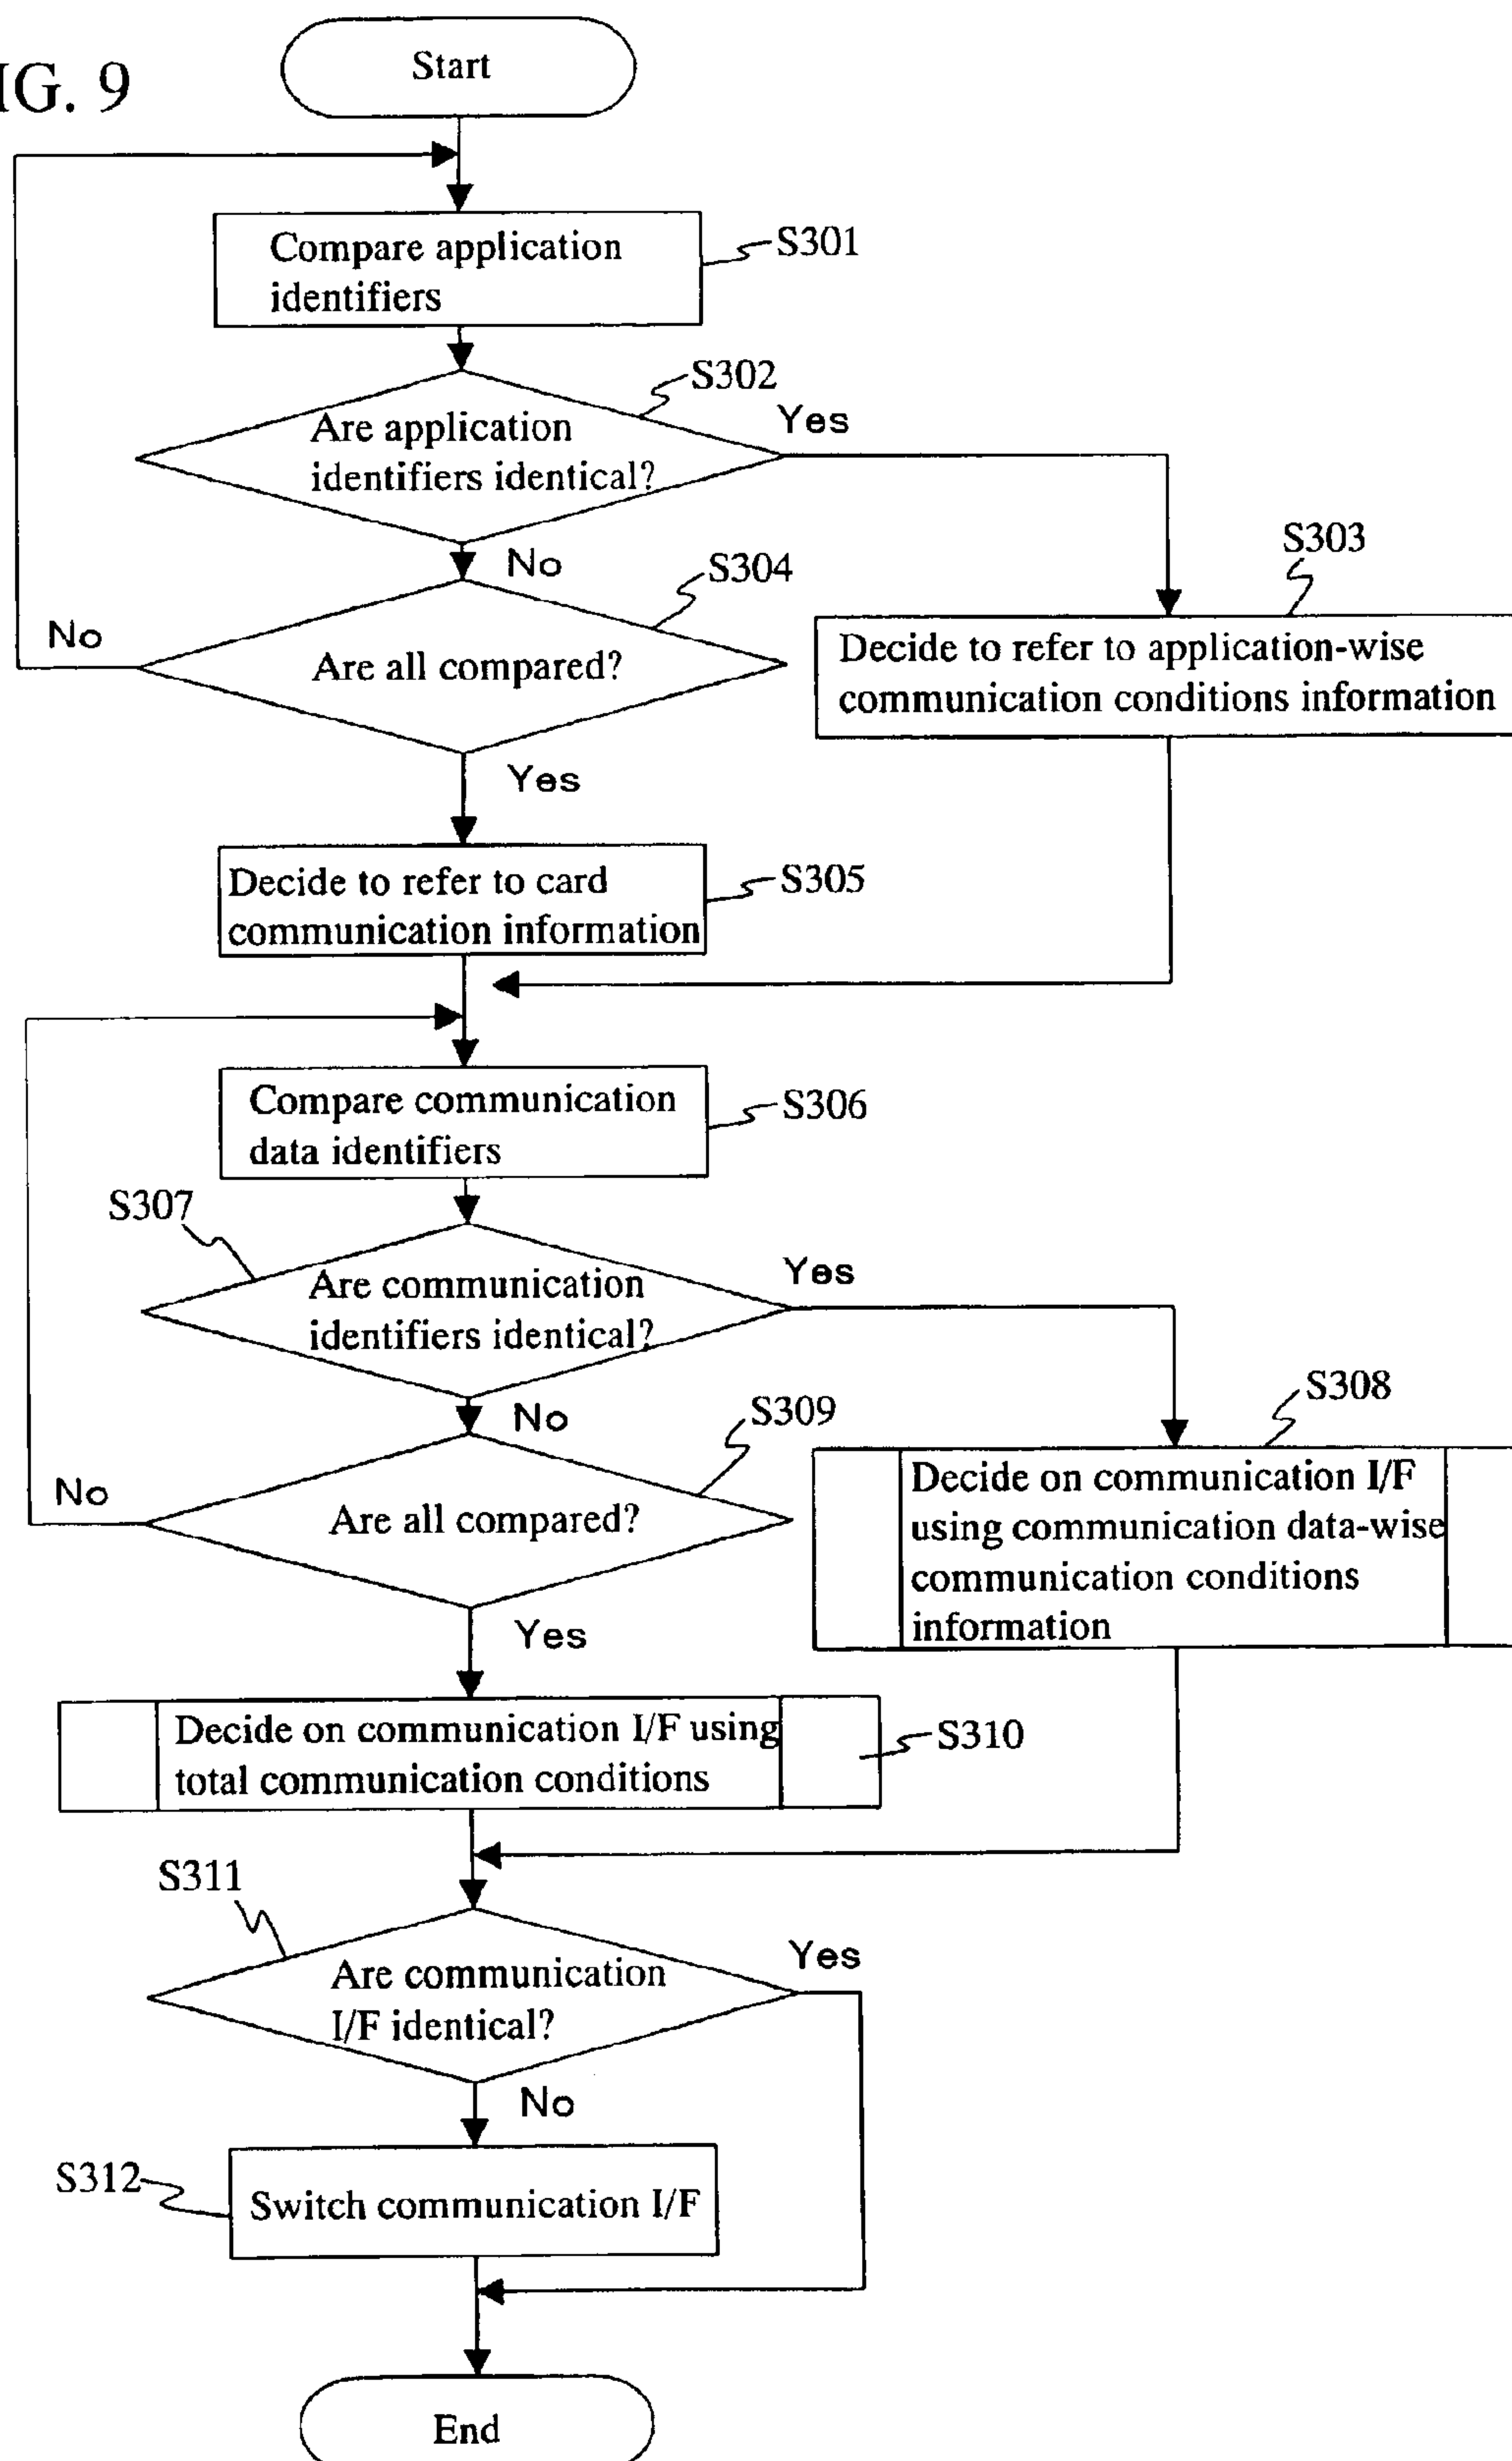 IG. 9
Start
Compare application
identifiers
S301
S302
Are application
identifiers identical?
Yes
No
S303
Decide to refer to application-wise
communication conditions information
S304
Are all compared?
No
Yes
Decide to refer to card
communication information
S305
Compare communication
data identifiers
S306
S307
Are communication
identifiers identical?
Yes
No
S308
Decide on communication I/F
using communication data-wise
communication conditions
information
S309
Are all compared?
No
Yes
Decide on communication I/F using
total communication conditions
S310
S311
Are communication
I/F identical?
Yes
No
S312
Switch communication I/F
End